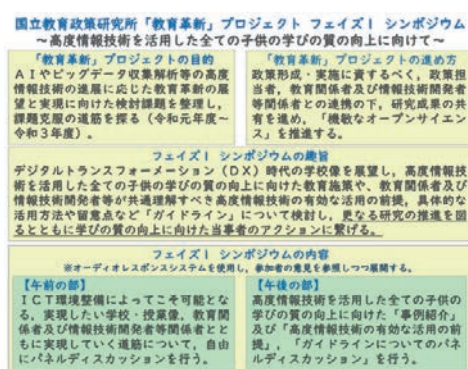 国立教育政策研究所「教育革新」プロジェクト フェイズⅠ シンポジウム
～高度情報技術を活用した全ての子供の学びの質の向上に向けて～
「教育革新」プロジェクトの目的
ＡＩやビッグデータ収集解析等の高度
情報技術の進展に応じた教育革新の展
望と実現に向けた検討課題を整理し、
課題克服の道筋を探る（令和元年度～
令和３年度）。
「教育革新」プロジェクトの進め方
政策形成・実施に資するべく，政策担
当者，教育関係者及び情報技術開発者
等関係者との連携の下，研究成果の共
有を進め，「機敏なオープンサイエン
ス」を推進する。
フェイズⅠ シンポジウムの趣旨
デジタルトランスフォーメーション（ＤＸ）時代の学校像を展望し，高度情報技
術を活用した全ての子供の学びの質の向上に向けた教育施策や、教育関係者及び
情報技術開発者等が共通理解すべき高度情報技術の有効な活用の前提，具体的な
活用方法や留意点など「ガイドライン」について検討し，更なる研究の推進を図
るとともに学びの質の向上に向けた当事者のアクションに繋げる。
フェイズⅠ シンポジウムの内容
※オーディオレスポンスシステムを使用し，参加者の意見を参照しつつ展開する。
【午前の部】
ＩＣＴ環境整備によってこそ可能とな
る，実現したい学校・授業像，教育関
係者及び情報技術開発者等関係者とと
もに実現していく道筋について，自由
にパネルディスカッションを行う。
【午後の部】
高度情報技術を活用した全ての子供の
学びの質の向上に向けた「事例紹介」
及び「高度情報技術の有効な活用の前
提」，「ガイドラインについてのパネ
ルディスカッション」を行う。